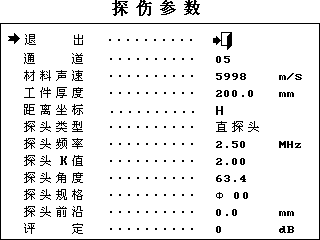 探伤参数
退 出 ··········
通 道 ·········· 05
材料声速 ·········· 5998 m/S
工件厚度 ·········· 200.0 mm
距离坐标 ·········· H
探头类型 ·········· 直探头
探头频率 ·········· 2.50 MHz
探头 K值 ·········· 2.00
探头角度 ·········· 63.4
探头规格 ·········· Φ 00
探头前沿 ·········· 0.0 mm
评 定 ·········· 0 dB